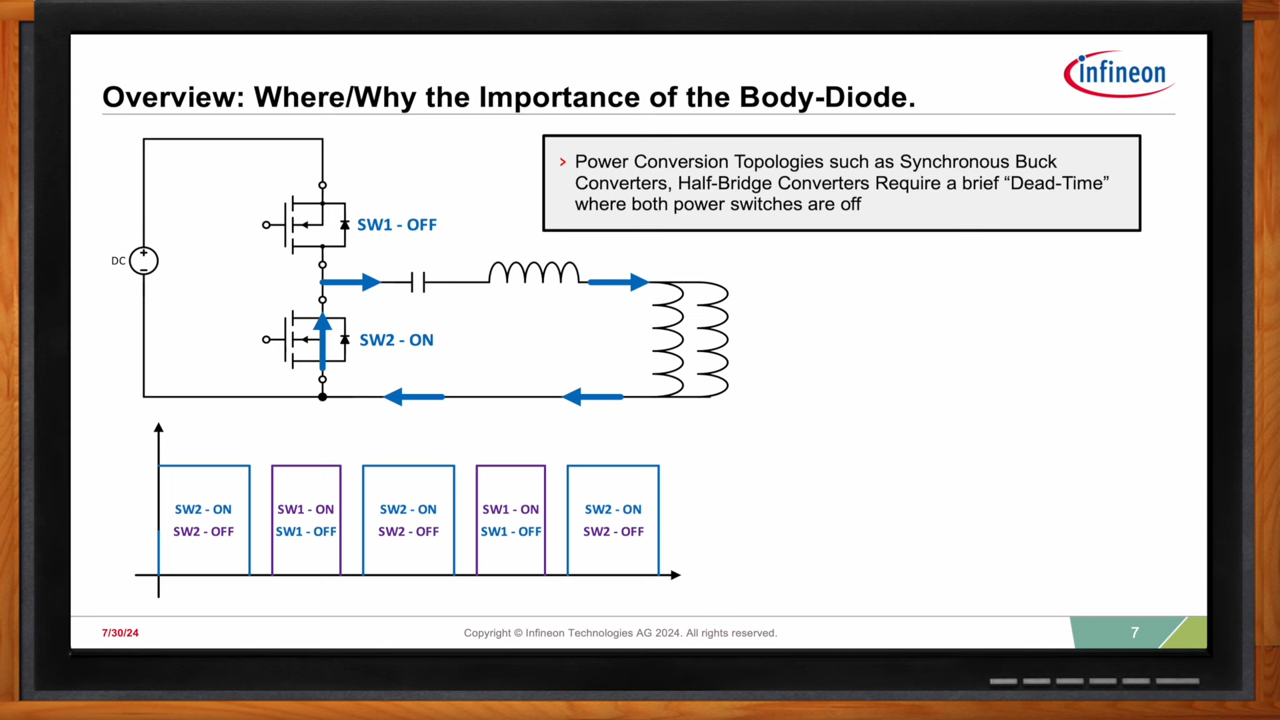 Overview: Where/Why the Importance of the Body-Diode.
infineon
› Power Conversion Topologies such as Synchronous Buck
Converters, Half-Bridge Converters Require a brief “Dead-Time”
where both power switches are off
SW1 - OFF
DC
+
−
SW2 - ON
SW2 - ON
SW2 - OFF
SW1 - ON
SW1 - OFF
SW2 - ON
SW2 - OFF
SW1 - ON
SW1 - OFF
SW2 - ON
SW2 - OFF
7/30/24
Copyright © Infineon Technologies AG 2024. All rights reserved.
7